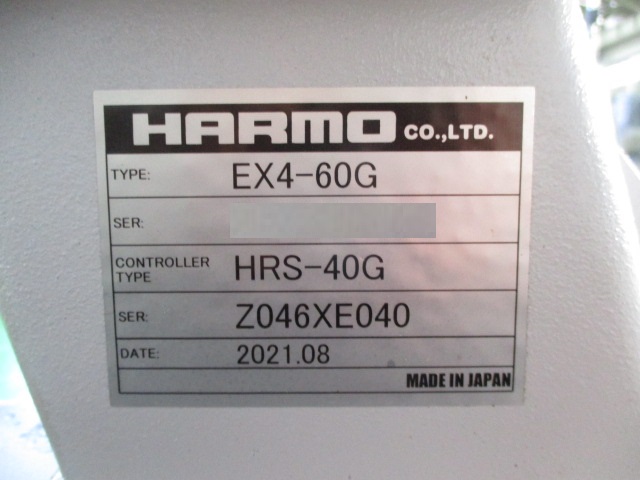 HARMO CO.,LTD.
TYPE: EX4-60G
SER:
CONTROLLER TYPE HRS-40G
SER: Z046XE040
DATE: 2021.08
MADE IN JAPAN